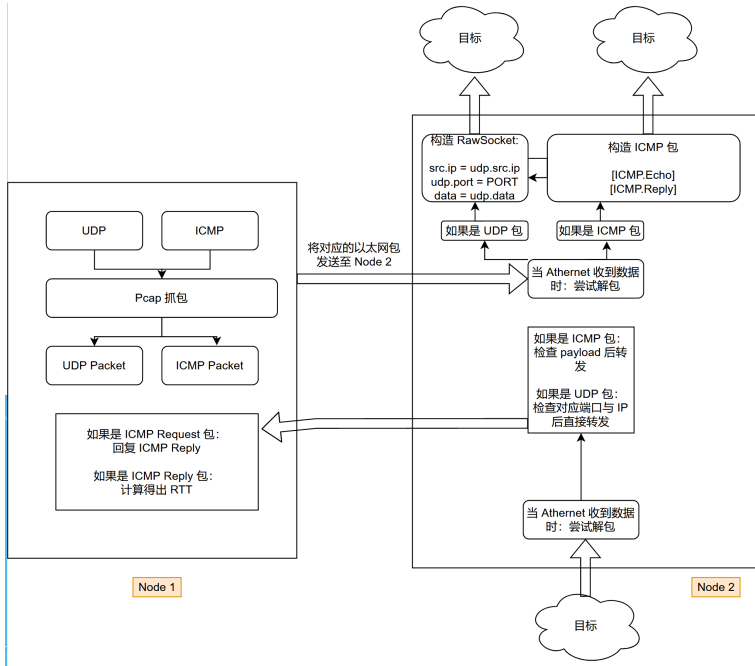 目标
目标
构造 RawSocket:
src.ip = udp.src.ip
udp.port = PORT
data = udp.data
构造 ICMP 包
[ICMP.Echo]
[ICMP.Reply]
如果是 UDP 包
如果是 ICMP 包
UDP
ICMP
将对应的以太网包
发送至 Node 2
当 Athernet 收到数据
时：尝试解包
Pcap 抓包
UDP Packet
ICMP Packet
如果是 ICMP 包：
检查 payload 后转
发
如果是 UDP 包：
检查对应端口与 IP
后直接转发
如果是 ICMP Request 包：
回复 ICMP Reply
如果是 ICMP Reply 包：
计算得出 RTT
当 Athernet 收到数据
时：尝试解包
Node 1
Node 2
目标